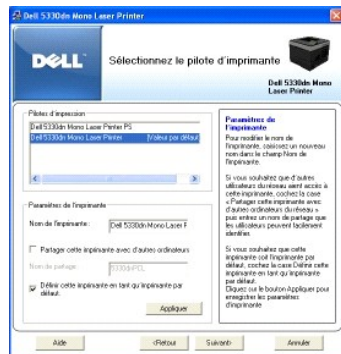 Dell 5330dn Mono Laser Printer
DELL
Sélectionnez le pilote d'imprimante
Dell 5330dn Mono
Laser Printer
Pilotes d'impression
Dell 5330dn Mono Laser Printer PS
Dell 5330dn Mono Laser Printer [Valeur par défaut
Paramètres de l'imprimante
Nom de l'imprimante:
Dell 5330dn Mono Laser F
Partager cette imprimante avec d'autres ordinateurs
Nom de partage:
5330dnPCL
Définir cette imprimante en tant qu'imprimante par
défaut.
Appliquer
Paramètres de
l'imprimante
Pour modifier le nom de
l'imprimante, saisissez un nouveau
nom dans le champ Nom de
l'imprimante.
Si vous souhaitez que d'autres
utilisateurs du réseau aient accès à
cette imprimante, cochez la case
« Partager cette imprimante avec
d'autres ordinateurs du réseau »
puis entrez un nom de partage que
les utilisateurs peuvent facilement
identifier.
Si vous souhaitez que cette
imprimante soit l'imprimante par
défaut, cochez la case Définir cette
imprimante en tant qu'imprimante
par défaut.
Cliquez sur le bouton Appliquer pour
enregistrer les paramètres
d'imprimante
Aide
<Retour
Suivant>
Annuler